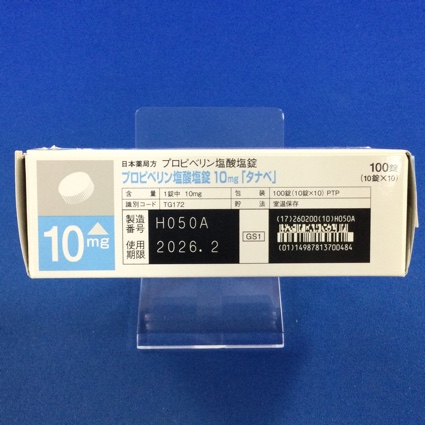 日本薬局方 プロピベリン塩酸塩錠
プロピベリン塩酸塩錠 10mg「タナベ」
100錠
(10錠×10)
含量 1錠中 10mg 包装 100錠(10錠×10) PTP
識別コード TG172 貯法 室温保存
10mg
製造番号 H050A
使用期限 2026.2
GS1
(17)260200(10)H050A
(01)14987813700484